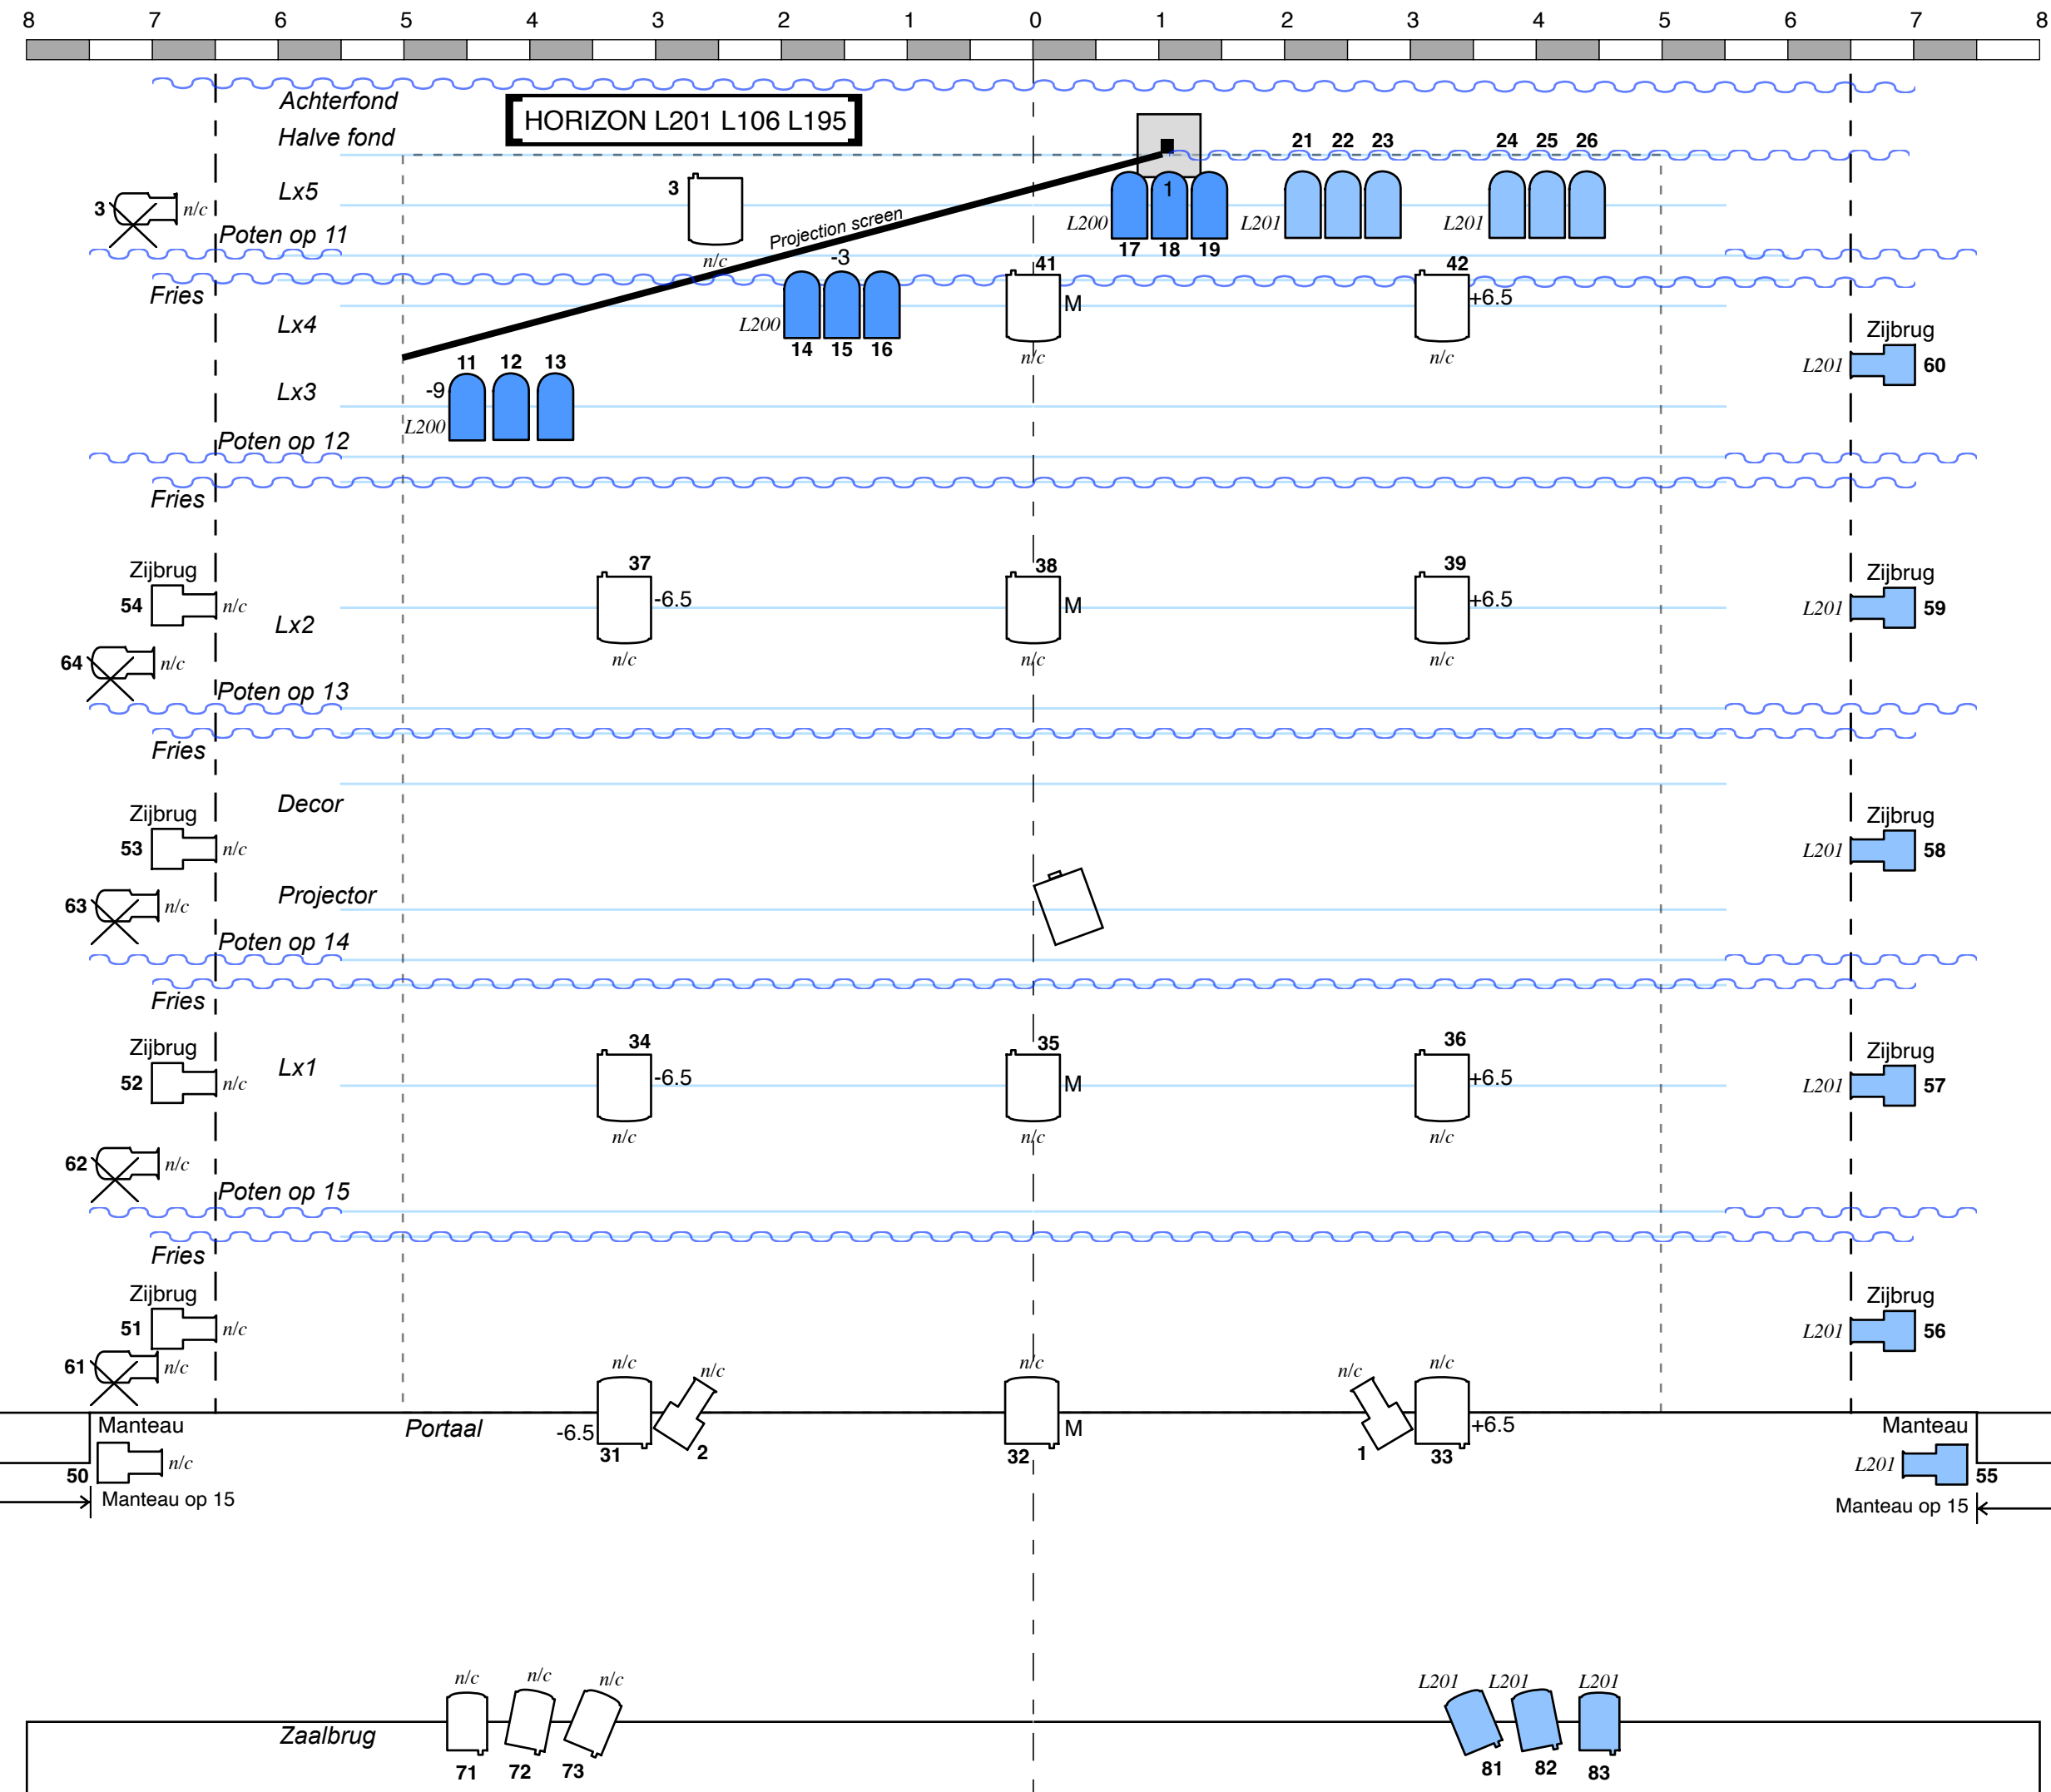 8 7 6 5 4 3 2 1 0 1 2 3 4 5 6 7 8
Achterfond
HORIZON L201 L106 L195
Halve fond
21 22 23 24 25 26
3 n/c
Lx5
3
n/c
Projection screen
1
L200
17 18 19
L201
L201
Poten op 11
Fries
-3
L200
14 15 16
41
M
n/c
42
+6.5
n/c
Lx4
Zijbrug
L201 60
11 12 13
-9
L200
Lx3
Poten op 12
Fries
Zijbrug
54 n/c
Lx2
37
-6.5
n/c
38
M
n/c
39
+6.5
n/c
Zijbrug
L201 59
64 n/c
Poten op 13
Fries
Decor
Zijbrug
53 n/c
Zijbrug
L201 58
63 n/c
Projector
Poten op 14
Fries
Zijbrug
52 n/c
Lx1
34
-6.5
n/c
35
M
n/c
36
+6.5
n/c
Zijbrug
L201 57
62 n/c
Poten op 15
Fries
Zijbrug
51 n/c
Zijbrug
L201 56
61 n/c
n/c
-6.5
31
n/c
2
n/c
M
32
n/c
1
n/c
+6.5
33
Portaal
Manteau
50 n/c
Manteau op 15
Manteau
L201 55
Manteau op 15
n/c n/c n/c
L201 L201 L201
Zaalbrug
71 72 73
81 82 83